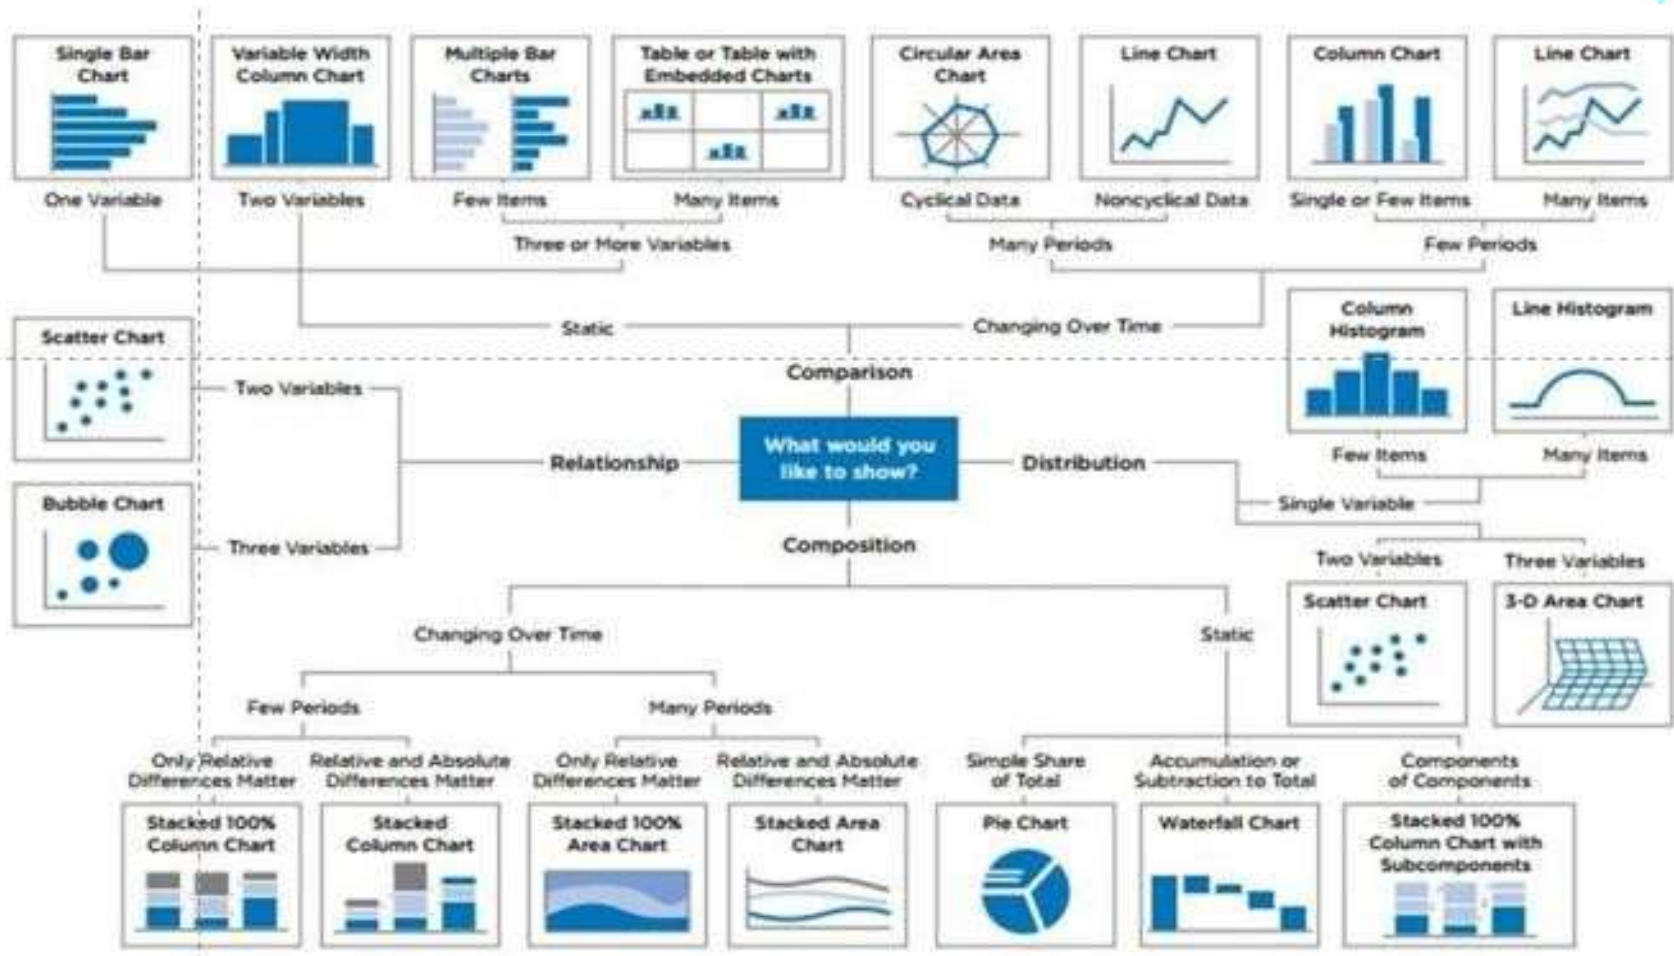 Single Bar
Chart
Variable Width
Column Chart
Multiple Bar
Charts
Table or Table with
Embedded Charts
Circular Area
Chart
Line Chart
Column Chart
Line Chart
One Variable
Two Variables
Few Items
Many Items
Cyclical Data
Noncyclical Data
Single or Few Items
Many Items
Three or More Variables
Many Periods
Few Periods
Static
Changing Over Time
Column
Histogram
Line Histogram
Scatter Chart
Comparison
Two Variables
Relationship
What would you
like to show?
Distribution
Few Items
Many Items
Single Variable
Bubble Chart
Three Variables
Composition
Two Variables
Three Variables
Scatter Chart
3-D Area Chart
Changing Over Time
Static
Few Periods
Many Periods
Only Relative
Differences Matter
Relative and Absolute
Differences Matter
Only Relative
Differences Matter
Relative and Absolute
Differences Matter
Simple Share
of Total
Accumulation or
Subtraction to Total
Components
of Components
Stacked 100%
Column Chart
Stacked
Column Chart
Stacked 100%
Area Chart
Stacked Area
Chart
Pie Chart
Waterfall Chart
Stacked 100%
Column Chart with
Subcomponents